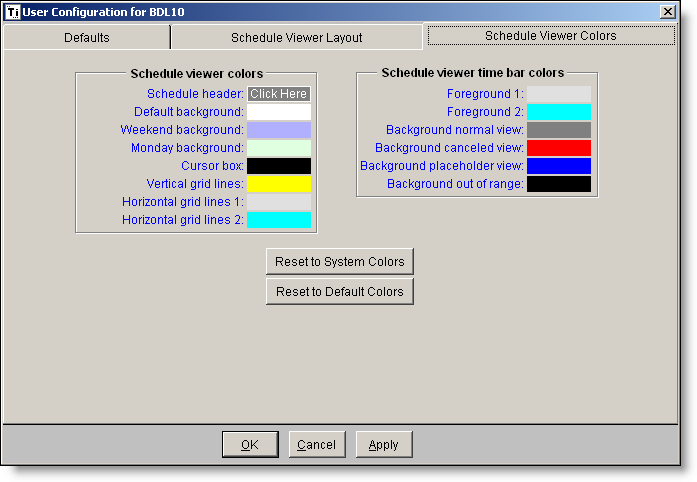 Ti User Configuration for BDL10
Defaults
Schedule Viewer Layout
Schedule Viewer Colors
Schedule viewer colors
Schedule header: Click Here
Default background:
Weekend background:
Monday background:
Cursor box:
Vertical grid lines:
Horizontal grid lines 1:
Horizontal grid lines 2:
Schedule viewer time bar colors
Foreground 1:
Foreground 2:
Background normal view:
Background canceled view:
Background placeholder view:
Background out of range:
Reset to System Colors
Reset to Default Colors
OK
Cancel
Apply